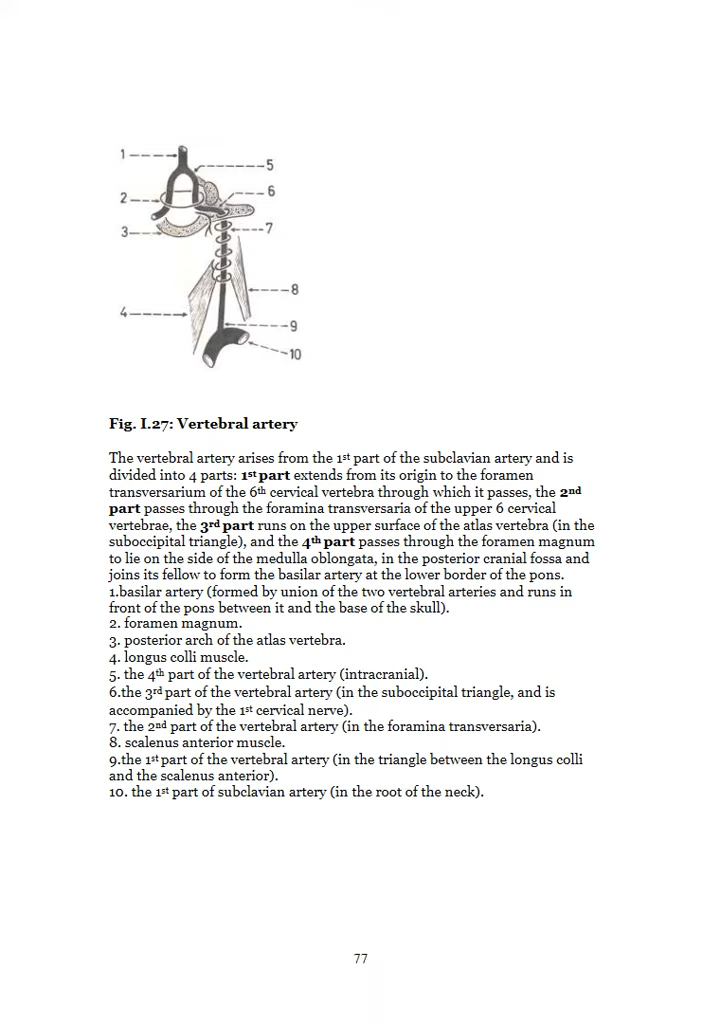 1
5
2
6
3
7
8
4
9
10
Fig. I.27: Vertebral artery
The vertebral artery arises from the 1st part of the subclavian artery and is
divided into 4 parts: 1st part extends from its origin to the foramen
transversarium of the 6th cervical vertebra through which it passes, the 2nd
part passes through the foramina transversaria of the upper 6 cervical
vertebrae, the 3rd part runs on the upper surface of the atlas vertebra (in the
suboccipital triangle), and the 4th part passes through the foramen magnum
to lie on the side of the medulla oblongata, in the posterior cranial fossa and
joins its fellow to form the basilar artery at the lower border of the pons.
1.basilar artery (formed by union of the two vertebral arteries and runs in
front of the pons between it and the base of the skull).
2. foramen magnum.
3. posterior arch of the atlas vertebra.
4. longus colli muscle.
5. the 4th part of the vertebral artery (intracranial).
6.the 3rd part of the vertebral artery (in the suboccipital triangle, and is
accompanied by the 1st cervical nerve).
7. the 2nd part of the vertebral artery (in the foramina transversaria).
8. scalenus anterior muscle.
9.the 1st part of the vertebral artery (in the triangle between the longus colli
and the scalenus anterior).
10. the 1st part of subclavian artery (in the root of the neck).
77